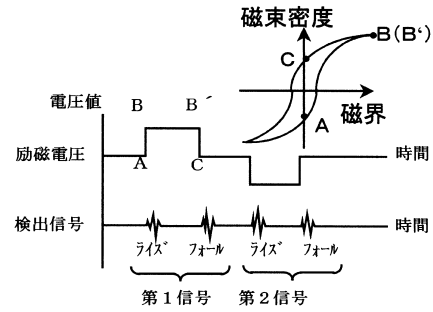 磁束密度
B(B‘)
C
磁界
A
電圧値 B B´
励磁電圧 A C 時間
検出信号 時間
ライズ フォール ライズ フォール
第1信号 第2信号